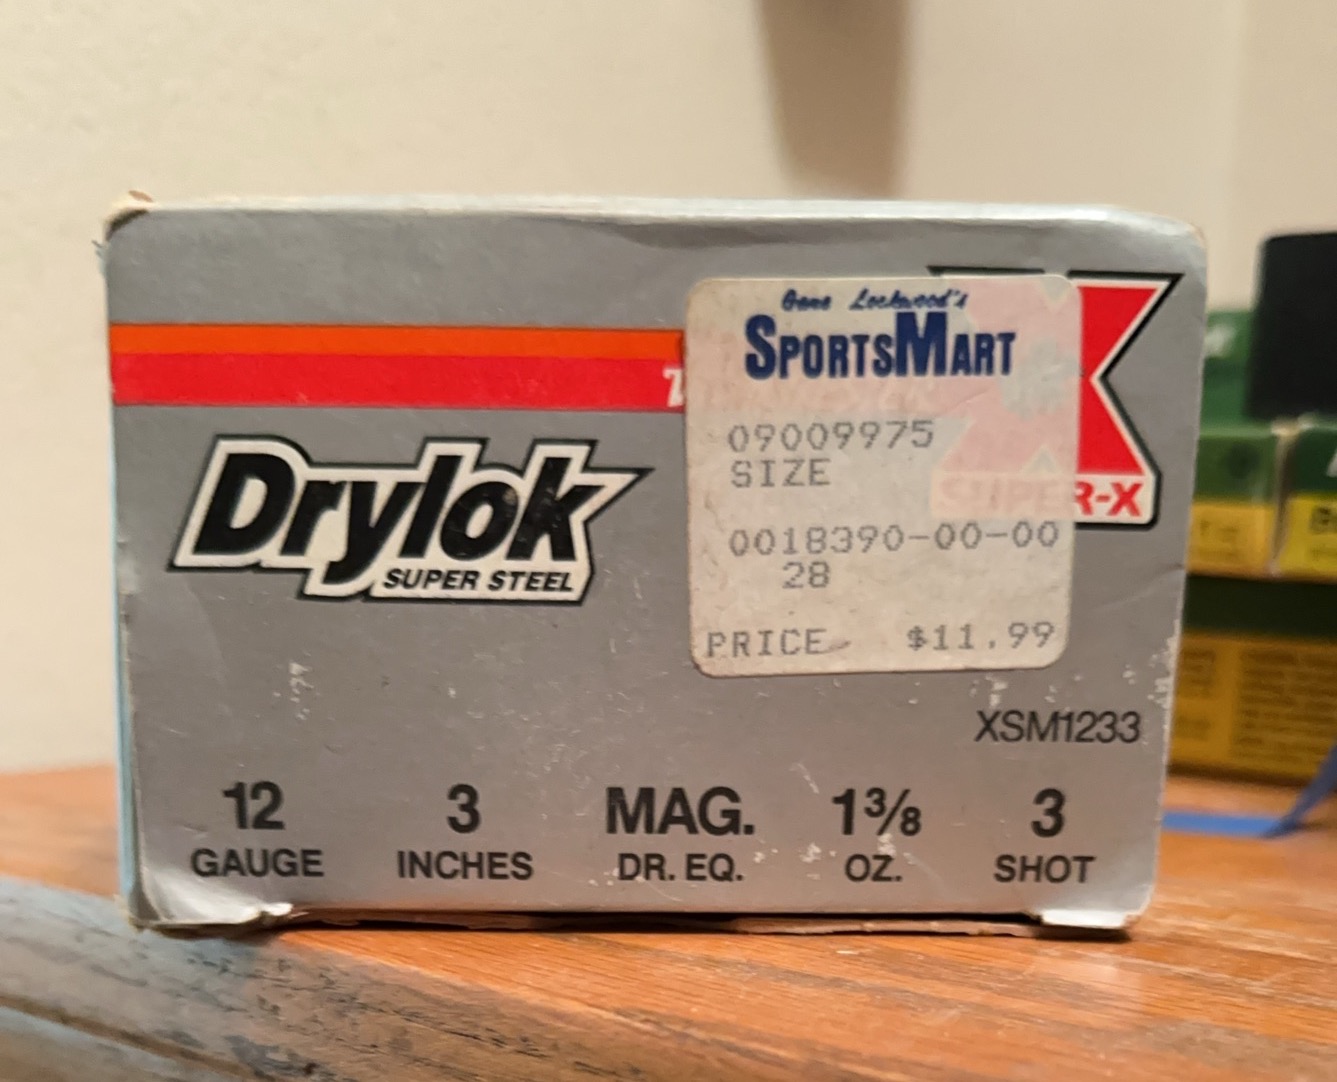 Gene Lockwood's
SPORTSMART
09009975
SIZE
0018390-00-00
28
PRICE $11.99
Drylok
SUPER STEEL
SUPER-X
XSM1233
12 3 MAG. 1⅜ 3
GAUGE INCHES DR. EQ. OZ. SHOT